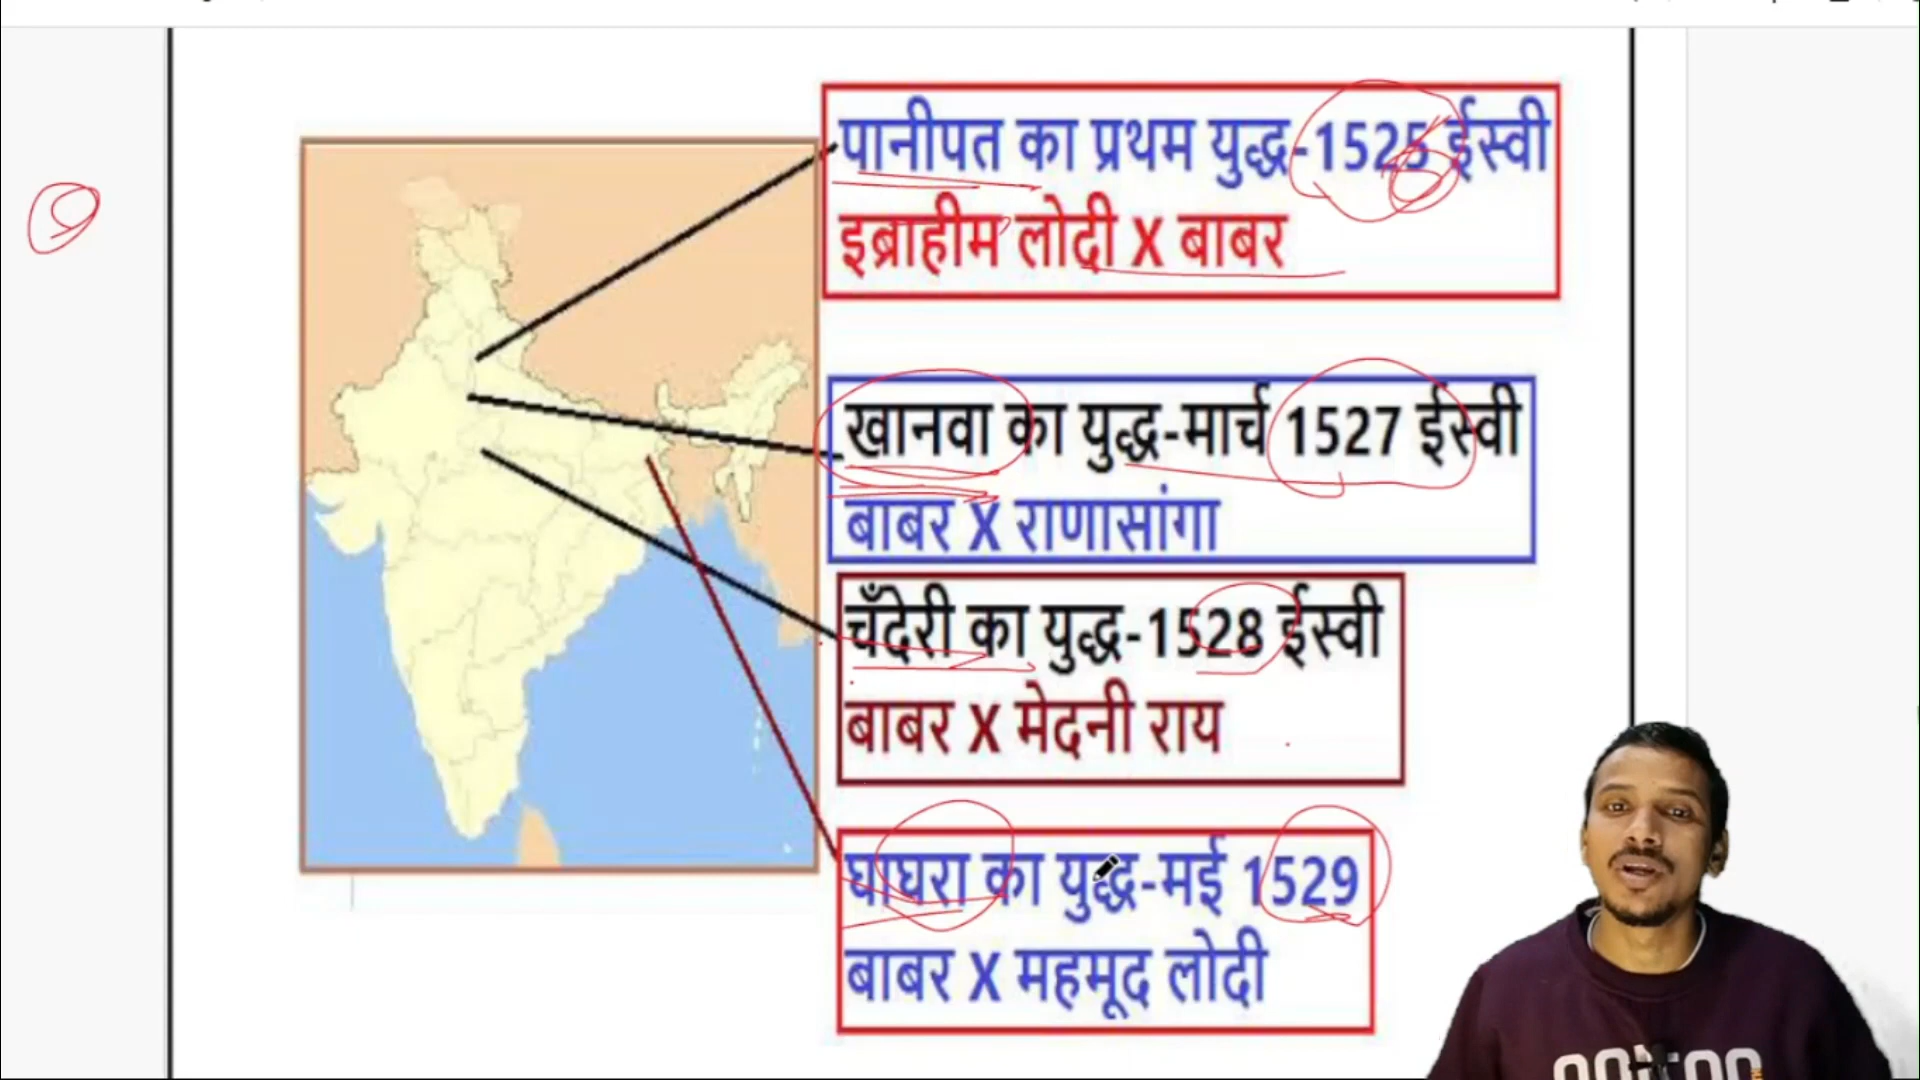 पानीपत का प्रथम युद्ध-1525 ईस्वी
6
इब्राहीम लोदी X बाबर
खानवा का युद्ध-मार्च 1527 ईस्वी
बाबर X राणासांगा
चँदेरी का युद्ध-1528 ईस्वी
बाबर X मेदनी राय
घाघरा का युद्ध-मई 1529
बाबर X महमूद लोदी